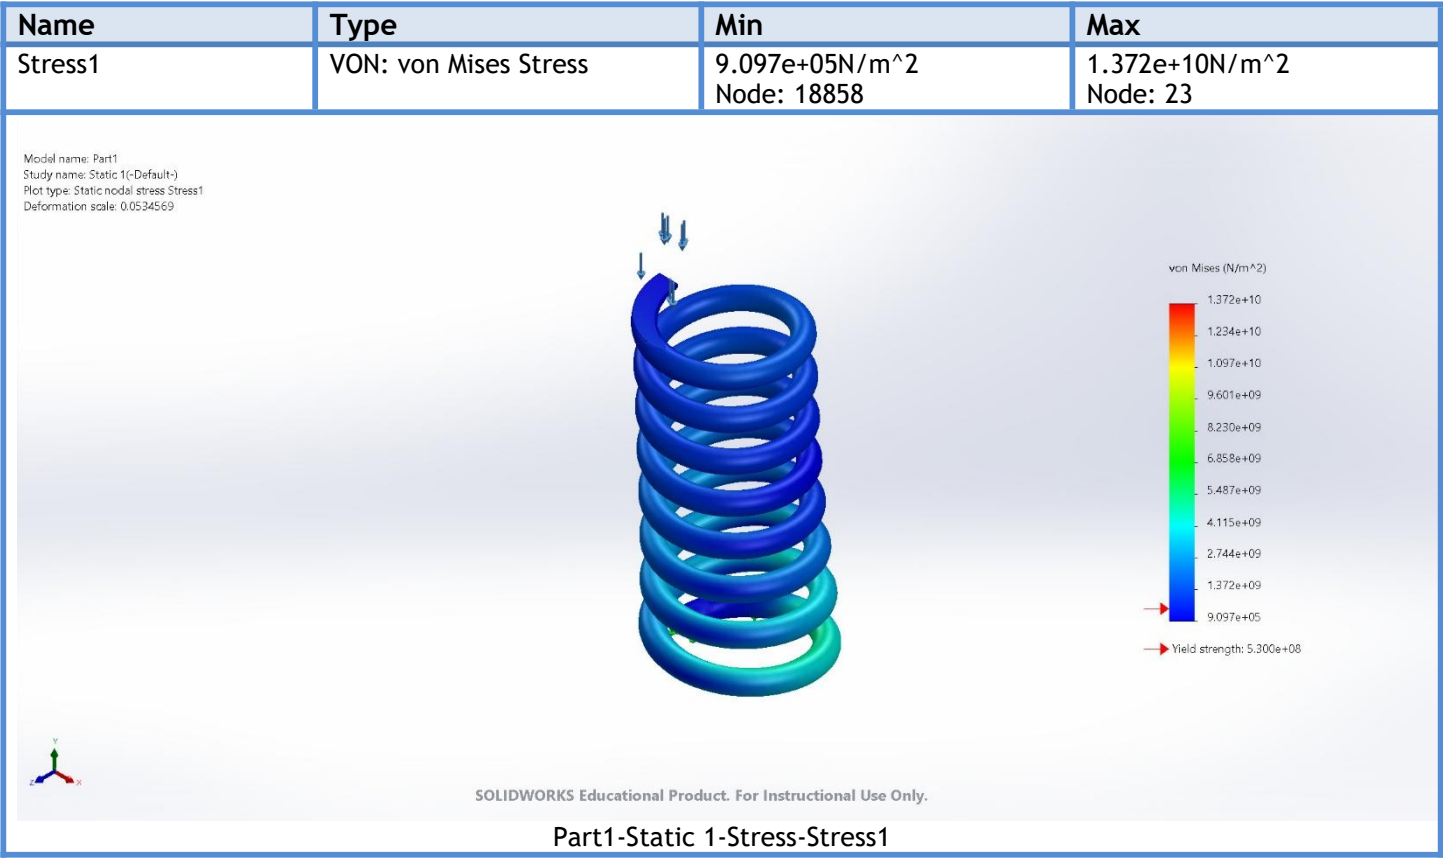 Name Type Min Max
Stress1 VON: von Mises Stress 9.097e+05N/m^2 1.372e+10N/m^2
Node: 18858 Node: 23
Model name: Part1
Study name: Static 1(-Default-)
Plot type: Static nodal stress Stress1
Deformation scale: 0.0534569
von Mises (N/m^2)
1.372e+10
1.234e+10
1.097e+10
9.601e+09
8.230e+09
6.858e+09
5.487e+09
4.115e+09
2.744e+09
1.372e+09
9.097e+05
Yield strength: 5.300e+08
Y
Z X
SOLIDWORKS Educational Product. For Instructional Use Only.
Part1-Static 1-Stress-Stress1